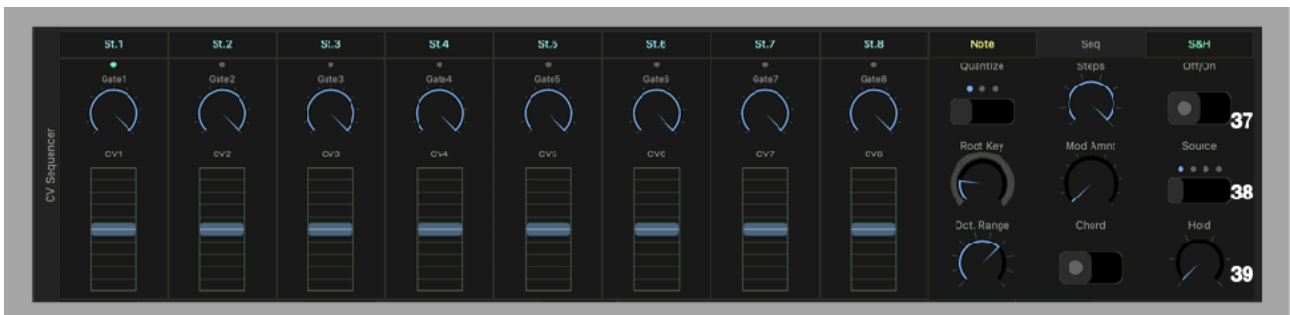 St.1 St.2 St.3 St.4 St.5 St.6 St.7 St.8 Note Seq S&H
Gate1 Gate2 Gate3 Gate4 Gate5 Gate6 Gate7 Gate8 Quantize Steps Off/On
37
CV Sequencer
CV1 CV2 CV3 CV4 CV5 CV6 CV7 CV8 Root Key Mod Amnt Source
38
Oct. Range Chord Hold
39